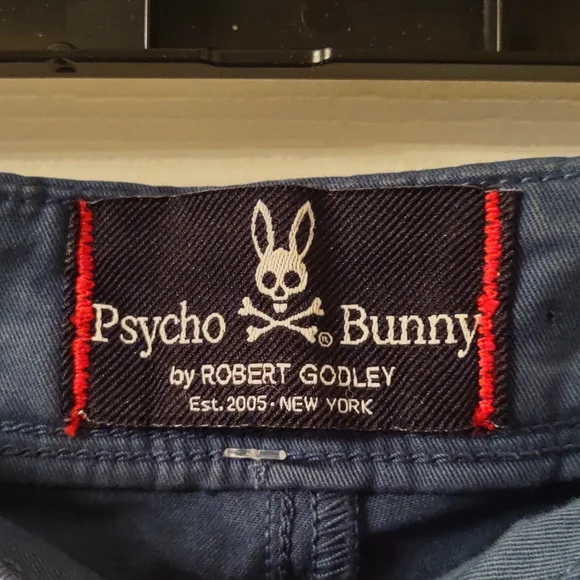 Psycho ® Bunny
by ROBERT GODLEY
Est. 2005 · NEW YORK